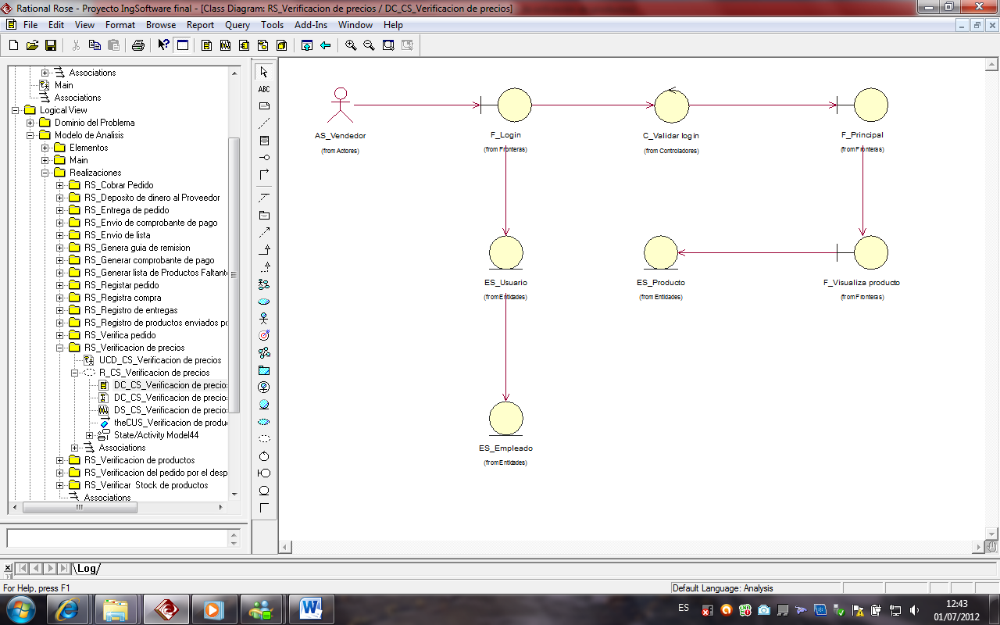 Rational Rose - Proyecto IngSoftware final - [Class Diagram: RS_Verificacion de precios / DC_CS_Verificacion de precios]
File Edit View Format Browse Report Query Tools Add-Ins Window Help
Associations
Main
Associations
Logical View
Dominio del Problema
Modelo de Analisis
Elementos
Main
Realizaciones
RS_Cobrar Pedido
RS_Deposito de dinero al Proveedor
RS_Entrega de pedido
RS_Envio de comprobante de pago
RS_Envio de lista
RS_Genera guia de remision
RS_Generar comprobante de pago
RS_Generar lista de Productos Faltant
RS_Registar pedido
RS_Registra compra
RS_Registro de entregas
RS_Registro de productos enviados po
RS_Verifica pedido
RS_Verificacion de precios
UCD_CS_Verificacion de precios
R_CS_Verificacion de precios
DC_CS_Verificacion de precio
DC_CS_Verificacion de precio
DS_CS_Verificacion de precio
theCUS_Verificacion de produ
State/Activity Model44
Associations
RS_Verificacion de productos
RS_Verificacion del pedido por el desp
RS_Verificar Stock de productos
Associations
ABC
AS_Vendedor
(from Actores)
F_Login
(from Fronteras)
C_Validar login
(from Controladores)
F_Principal
(from Fronteras)
ES_Usuario
(from Entidades)
ES_Producto
(from Entidades)
F_Visualiza producto
(from Fronteras)
ES_Empleado
(from Entidades)
Log
For Help, press F1
Default Language: Analysis
ES
12:43
01/07/2012